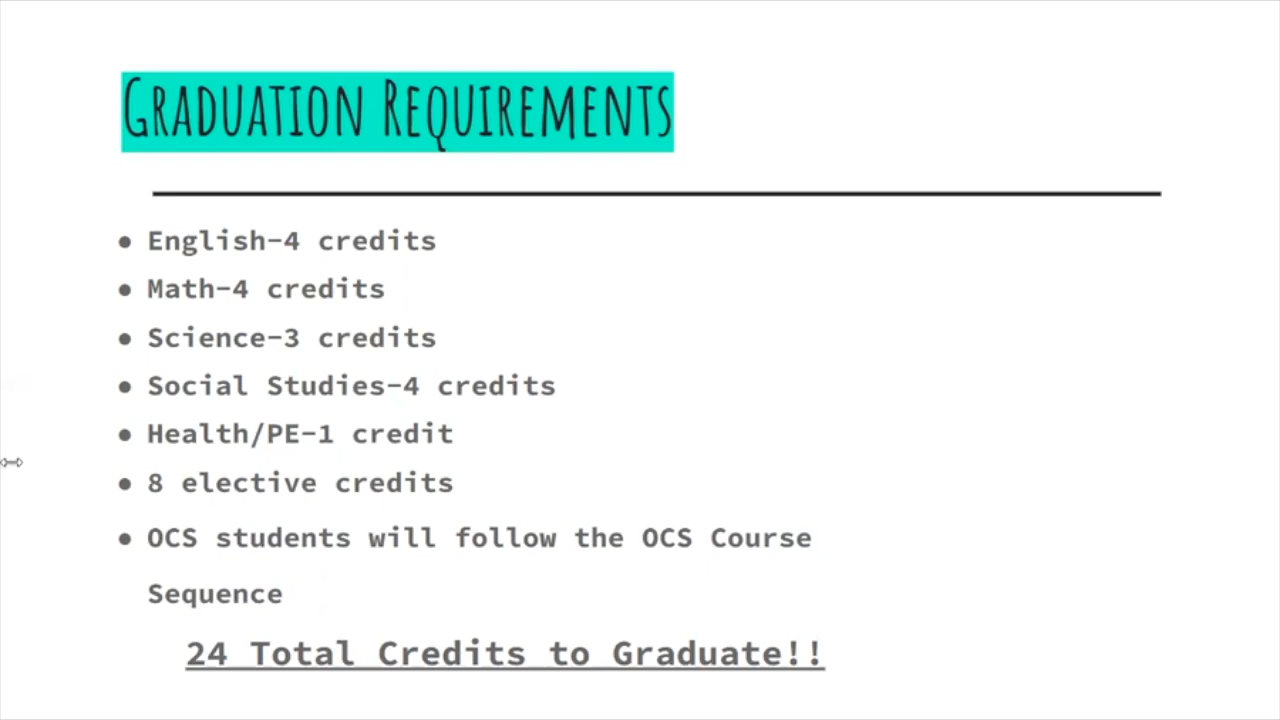 Graduation Requirements
● English-4 credits
● Math-4 credits
● Science-3 credits
● Social Studies-4 credits
● Health/PE-1 credit
● 8 elective credits
● OCS students will follow the OCS Course
Sequence
24 Total Credits to Graduate!!